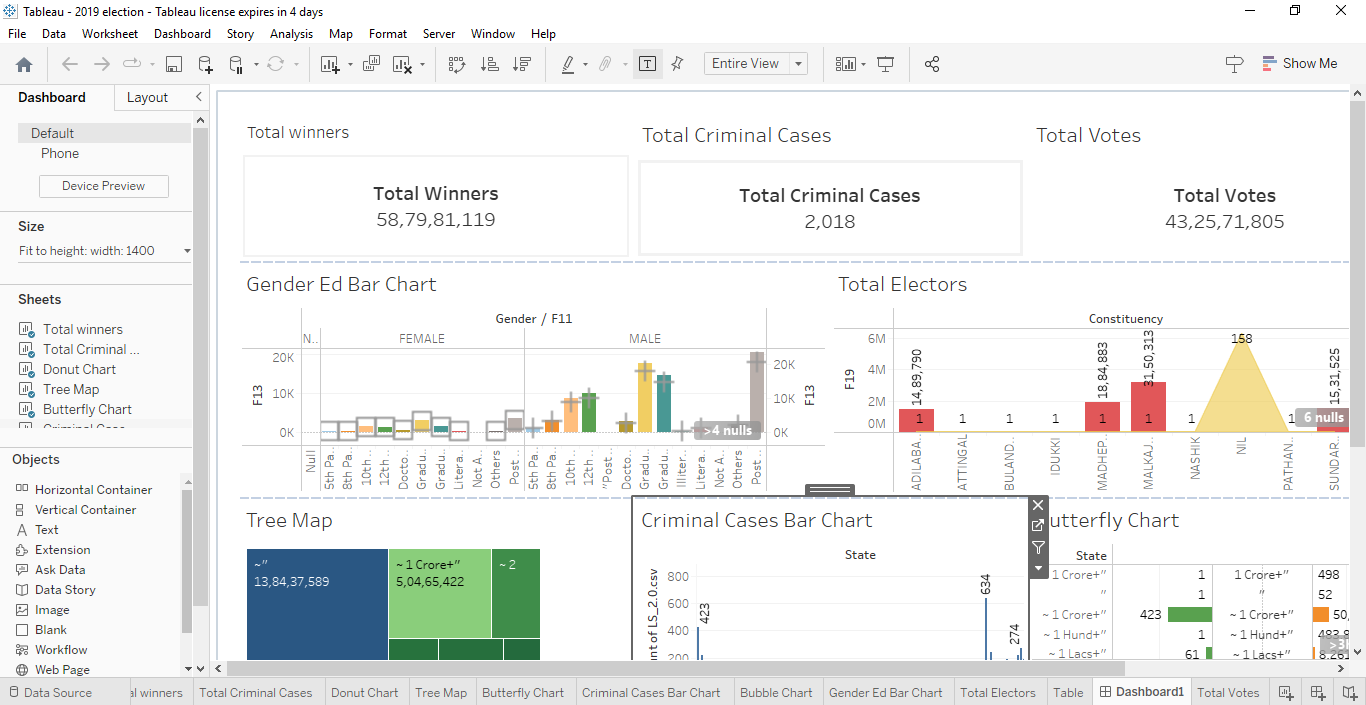 Tableau - 2019 election - Tableau license expires in 4 days
File Data Worksheet Dashboard Story Analysis Map Format Server Window Help
Entire View
Show Me
Dashboard Layout
Default
Phone
Device Preview
Size
Fit to height: width: 1400
Sheets
Total winners
Total Criminal ...
Donut Chart
Tree Map
Butterfly Chart
Objects
Horizontal Container
Vertical Container
Text
Extension
Ask Data
Data Story
Image
Blank
Workflow
Web Page
Total winners
Total Winners
58,79,81,119
Total Criminal Cases
Total Criminal Cases
2,018
Total Votes
Total Votes
43,25,71,805
Gender Ed Bar Chart
Gender / F11
N.. FEMALE MALE
F13
20K
10K
0K
20K
10K
0K
F13
>4 nulls
Null 5th Pa.. 8th Pa.. 10th .. 12th .. Docto.. Gradu.. Gradu.. Litera.. Not A.. Others Post .. 5th Pa.. 8th Pa.. 10th .. 12th .. "Post.. Docto.. Gradu.. Gradu.. Illiter.. Litera.. Not A.. Others Post ..
Total Electors
Constituency
F19
6M
4M
2M
0M
14,89,790 18,84,883 31,50,313 158 15,31,525
1 1 1 1 1 1 1 1
6 nulls
ADILABA.. ATTINGAL BULAND.. IDUKKI MADHEP.. MALKAJ.. NASHIK NIL PATHAN.. SUNDAR..
Tree Map
~"
13,84,37,589
~ 1 Crore+"
5,04,65,422
~ 2
Criminal Cases Bar Chart
State
800
600
400
200
423 634 274
nt of LS_2.0.csv
utterfly Chart
State
1 Crore+" 1 1 Crore+" 498
" 1 " 52
~ 1 Crore+" 423 ~ 1 Crore+" 50,
~ 1 Hund+" 1 ~ 1 Hund+"
~ 1 Lacs+" 61 ~ 1 Lacs+"
Data Source al winners Total Criminal Cases Donut Chart Tree Map Butterfly Chart Criminal Cases Bar Chart Bubble Chart Gender Ed Bar Chart Total Electors Table Dashboard1 Total Votes